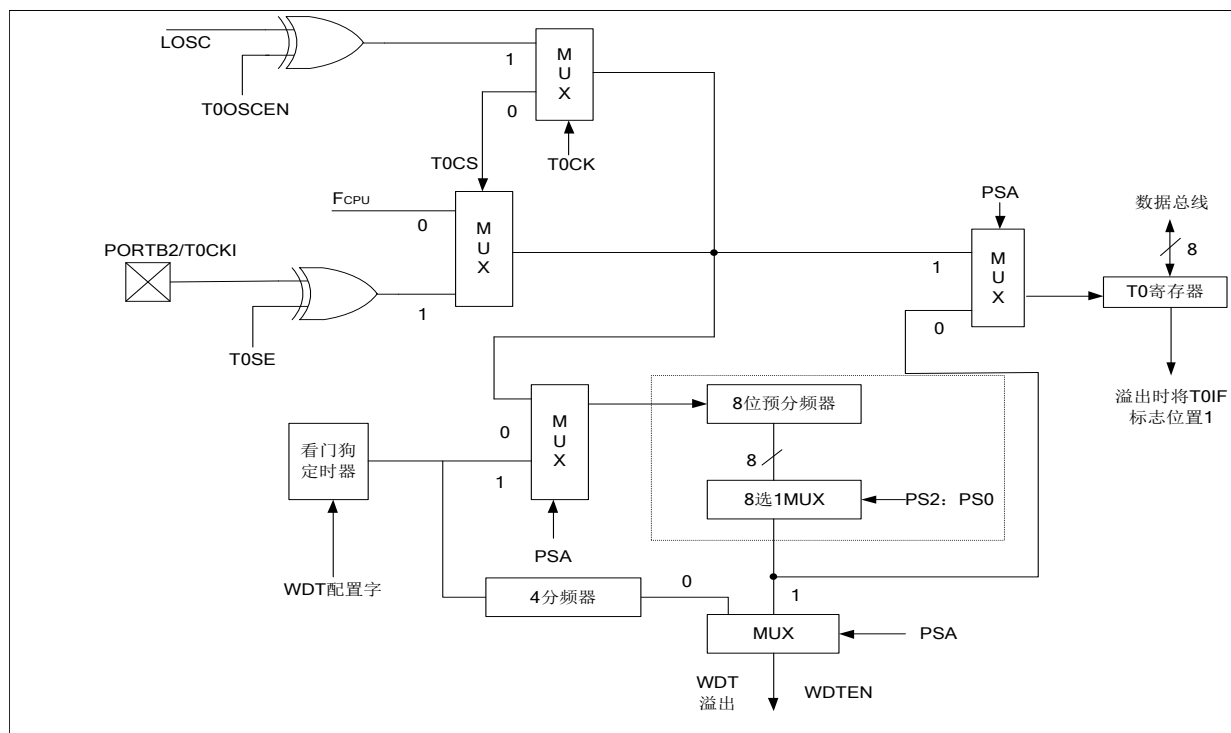 LOSC
1
MUX
T0OSCEN
0
T0CS
T0CK
FCPU
0
MUX
PORTB2/T0CKI
1
T0SE
PSA
数据总线
8
1
MUX
T0寄存器
0
溢出时将T0IF
标志位置1
0
MUX
8位预分频器
看门狗
定时器
1
8
8选1MUX
PS2：PS0
PSA
WDT配置字
4分频器
0
1
MUX
PSA
WDT
溢出
WDTEN